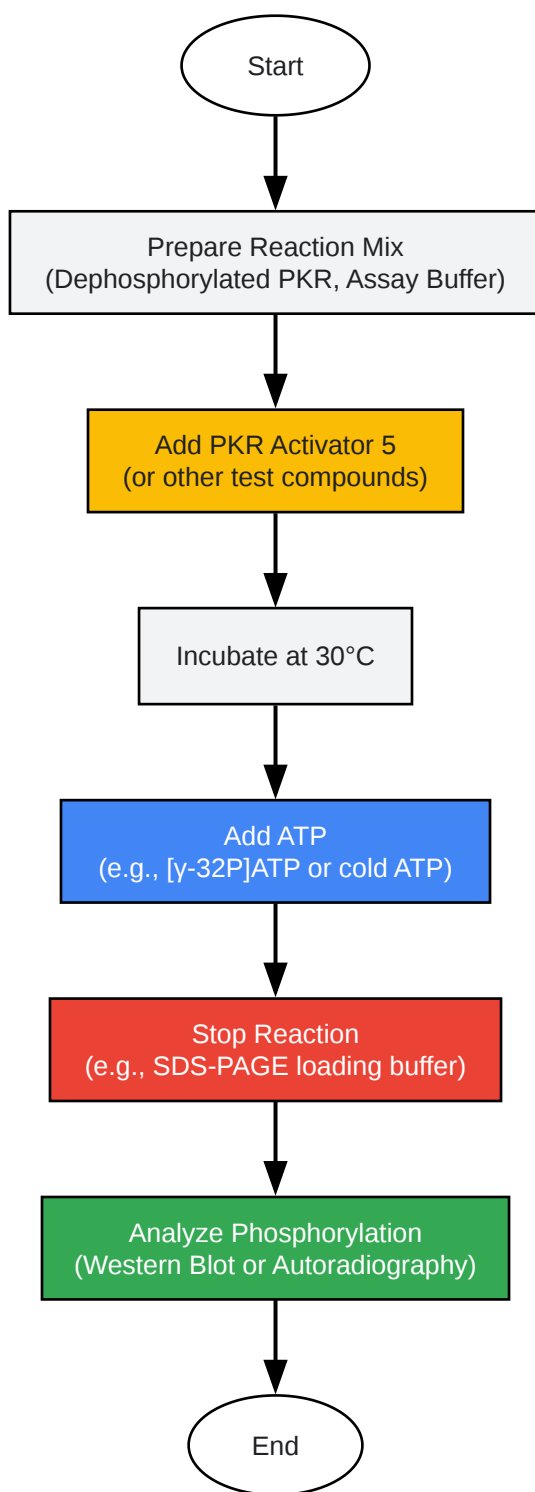 Start
Prepare Reaction Mix
(Dephosphorylated PKR, Assay Buffer)
Add PKR Activator 5
(or other test compounds)
Incubate at 30°C
Add ATP
(e.g., [γ-32P]ATP or cold ATP)
Stop Reaction
(e.g., SDS-PAGE loading buffer)
Analyze Phosphorylation
(Western Blot or Autoradiography)
End